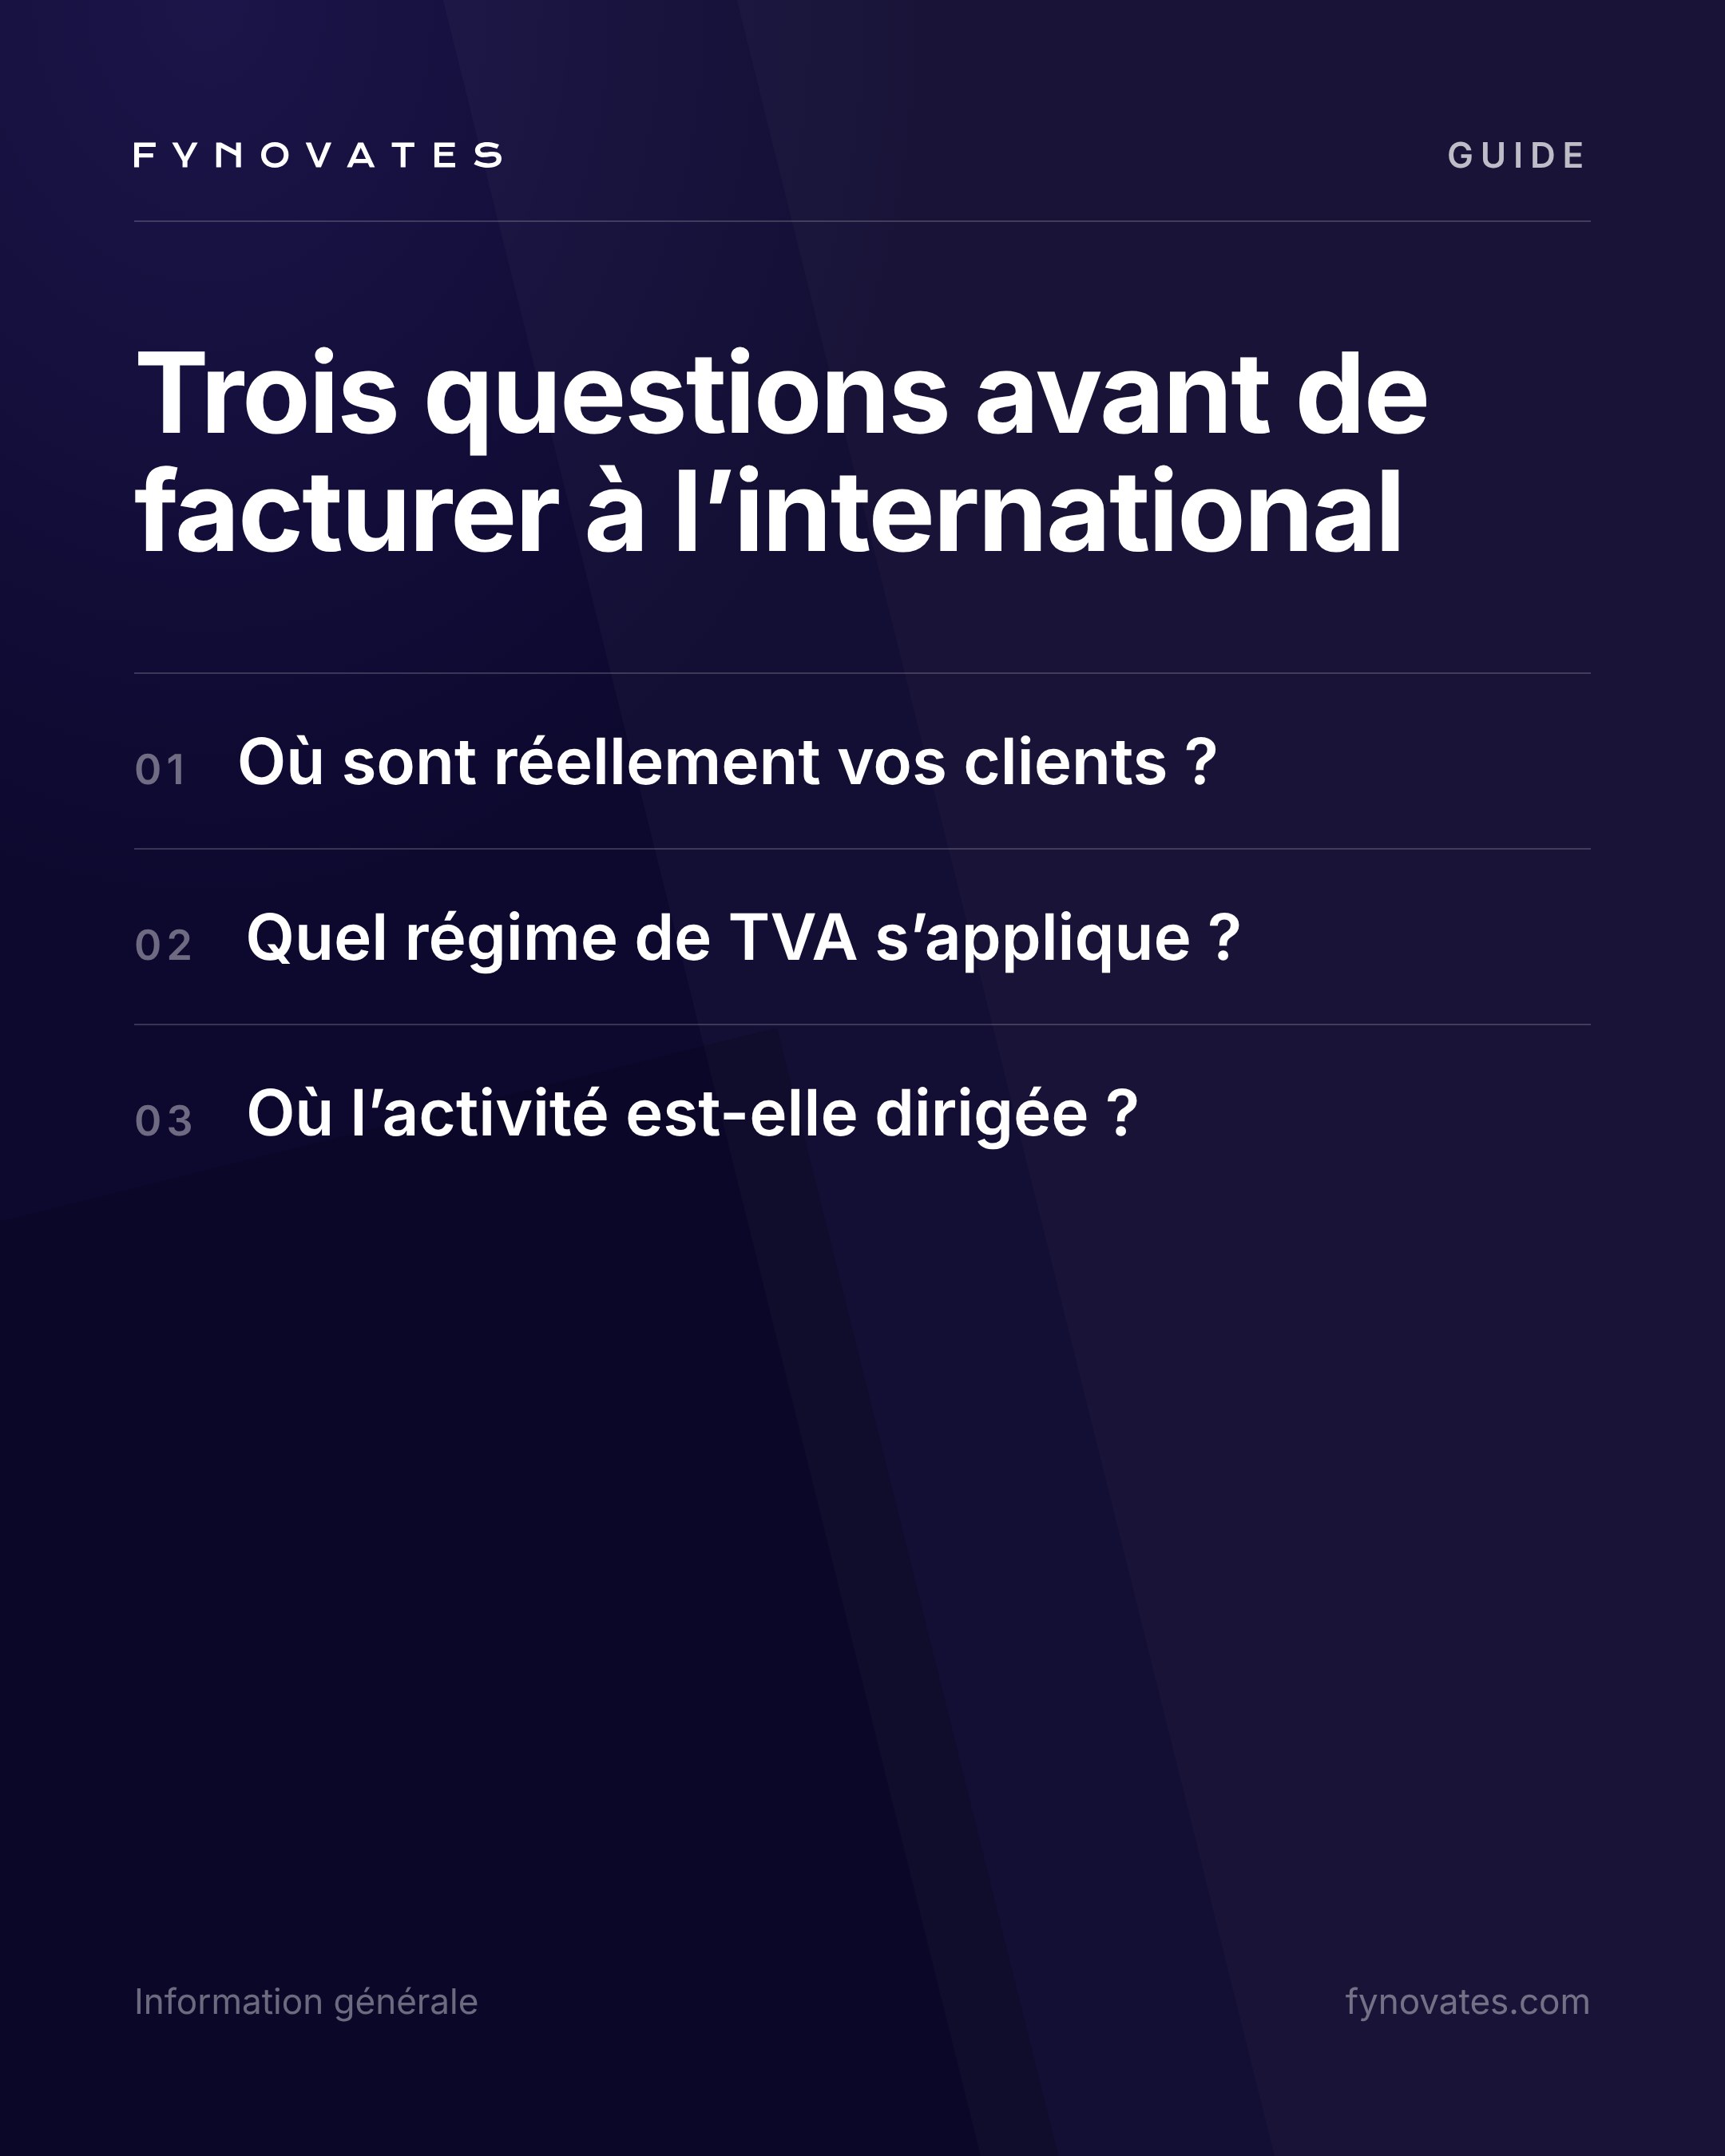 FYNOVATES
GUIDE
Trois questions avant de
facturer à l’international
01 Où sont réellement vos clients ?
02 Quel régime de TVA s’applique ?
03 Où l’activité est-elle dirigée ?
Information générale
fynovates.com